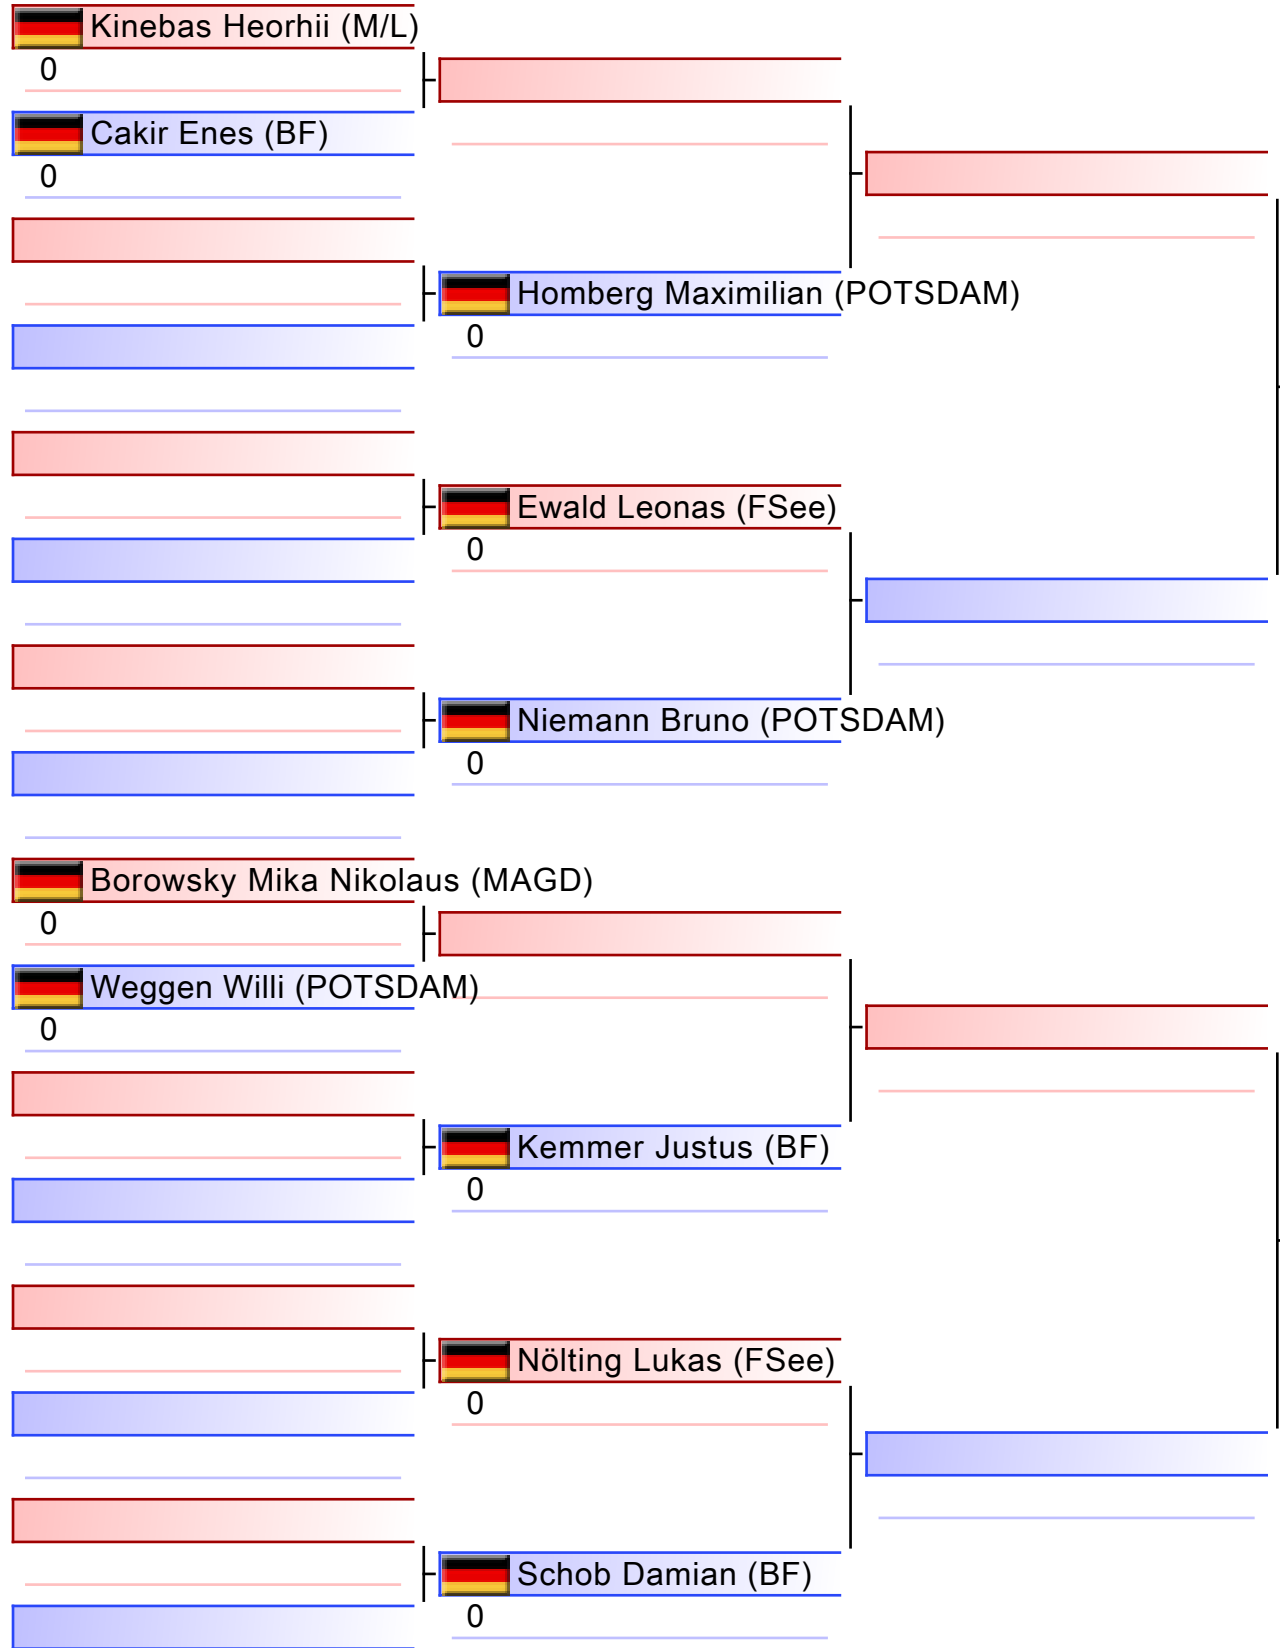 Kinebas Heorhii (M/L)
0
Cakir Enes (BF)
0
Homberg Maximilian (POTSDAM)
0
Ewald Leonas (FSee)
0
Niemann Bruno (POTSDAM)
0
Borowsky Mika Nikolaus (MAGD)
0
Weggen Willi (POTSDAM)
0
Kemmer Justus (BF)
0
Nölting Lukas (FSee)
0
Schob Damian (BF)
0